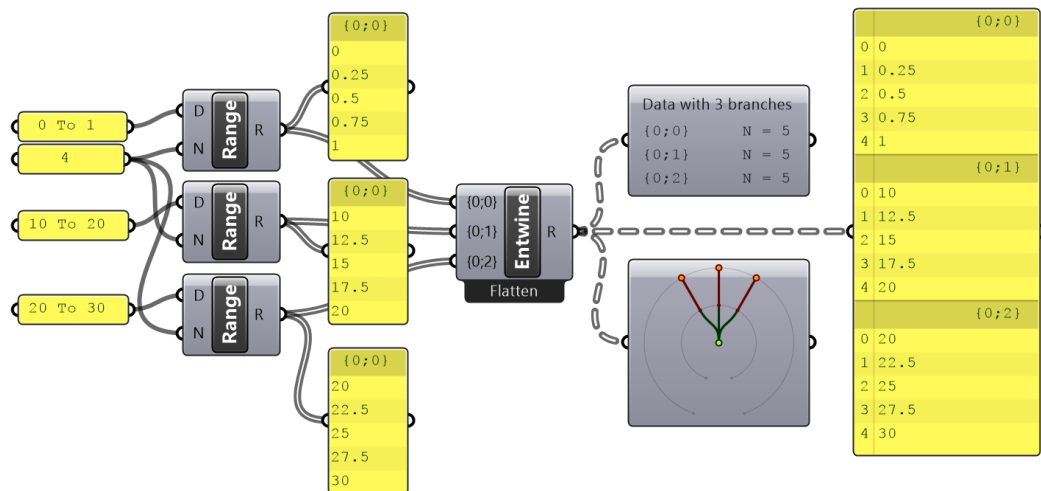 0 To 1
4
10 To 20
20 To 30
D
N
Range
R
D
N
Range
R
D
N
Range
R
{0;0}
0
0.25
0.5
0.75
1
{0;0}
10
12.5
15
17.5
20
{0;0}
20
22.5
25
27.5
30
{0;0}
{0;1}
{0;2}
Entwine
R
Flatten
Data with 3 branches
{0;0} N = 5
{0;1} N = 5
{0;2} N = 5
{0;0}
0 0
1 0.25
2 0.5
3 0.75
4 1
{0;1}
0 10
1 12.5
2 15
3 17.5
4 20
{0;2}
0 20
1 22.5
2 25
3 27.5
4 30